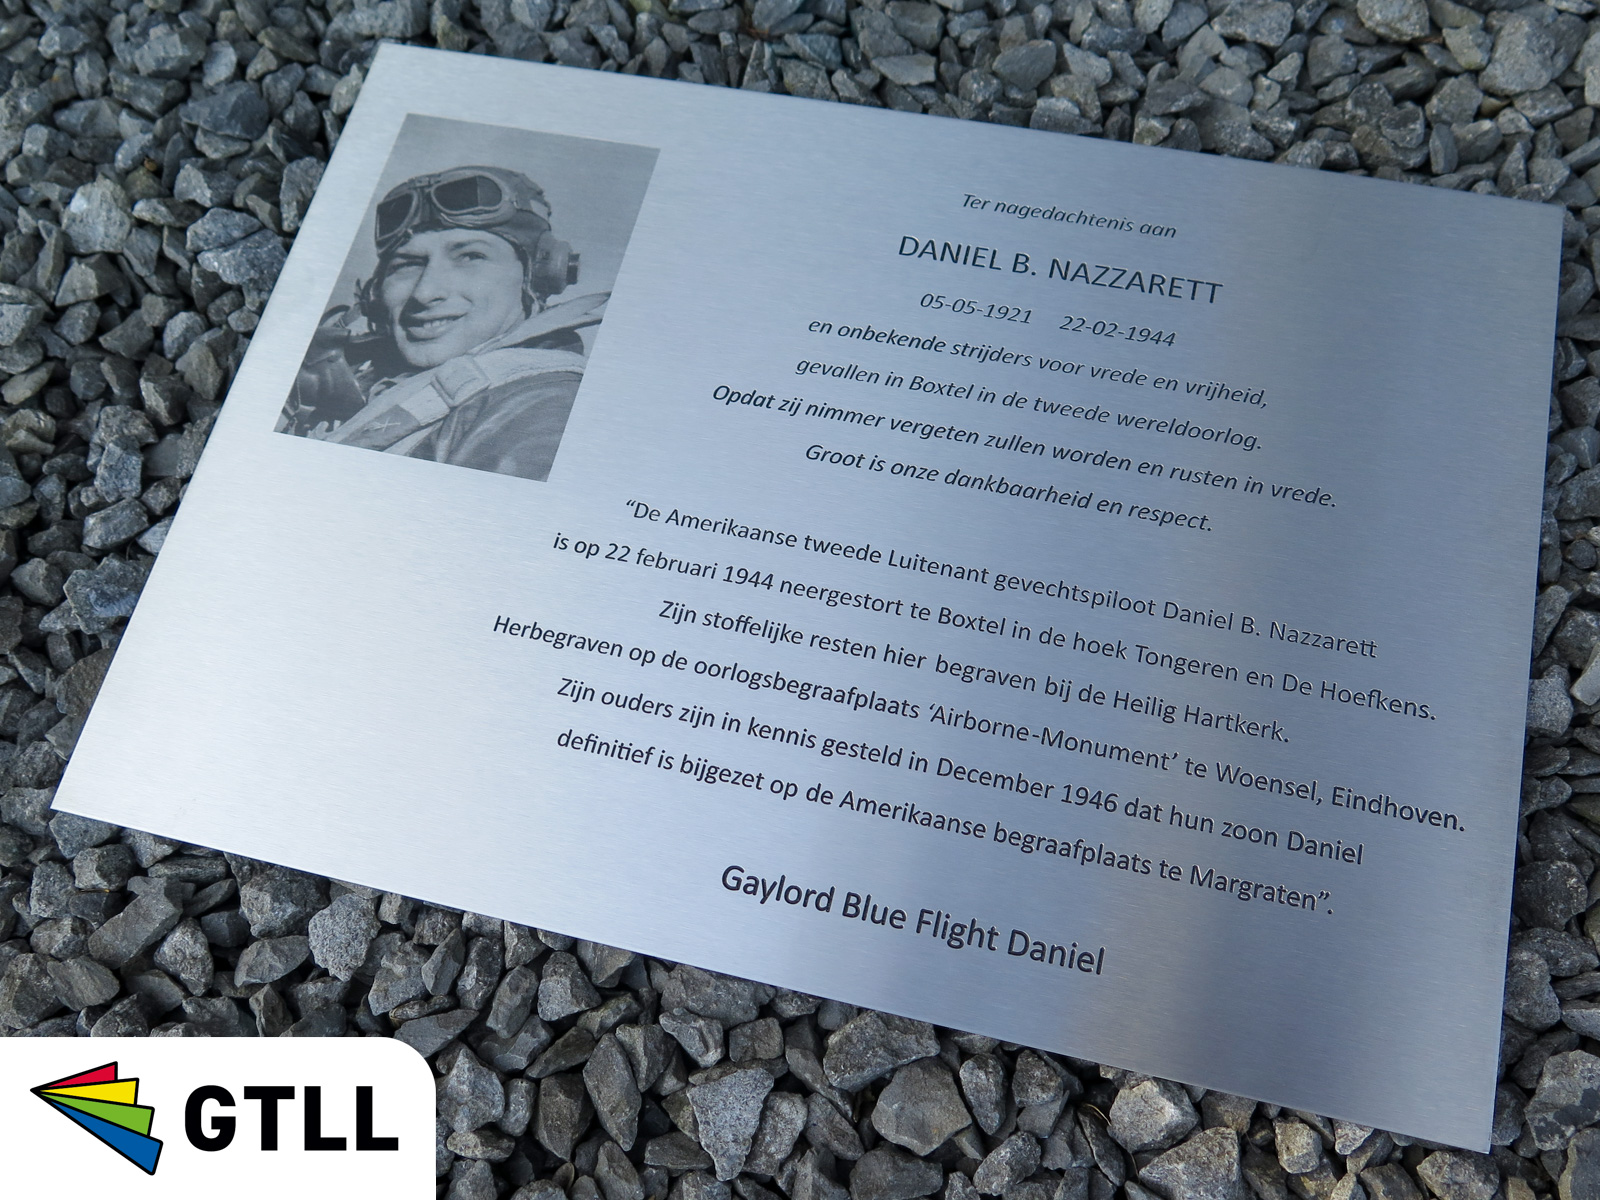 Ter nagedachtenis aan
DANIEL B. NAZZARETT
05-05-1921 22-02-1944
en onbekende strijders voor vrede en vrijheid,
gevallen in Boxtel in de tweede wereldoorlog.
Opdat zij nimmer vergeten zullen worden en rusten in vrede.
Groot is onze dankbaarheid en respect.
“De Amerikaanse tweede Luitenant gevechtspiloot Daniel B. Nazzarett
is op 22 februari 1944 neergestort te Boxtel in de hoek Tongeren en De Hoefkens.
Zijn stoffelijke resten hier begraven bij de Heilig Hartkerk.
Herbegraven op de oorlogsbegraafplaats ‘Airborne-Monument’ te Woensel, Eindhoven.
Zijn ouders zijn in kennis gesteld in December 1946 dat hun zoon Daniel
definitief is bijgezet op de Amerikaanse begraafplaats te Margraten”.
Gaylord Blue Flight Daniel
GTLL